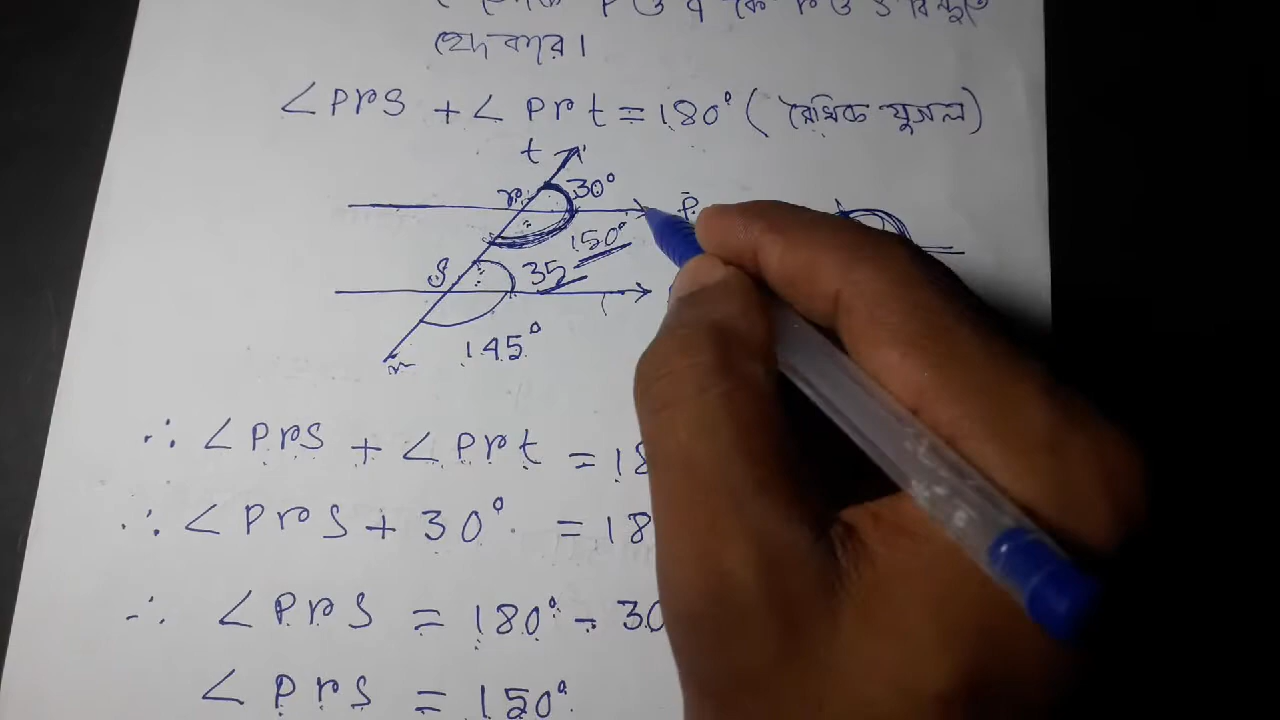 ছেদ করে।
∠PrS + ∠Prt = 180° (রৈখিক যুগল)
t
r 30° P
150°
S 35
145°
∴ ∠PrS + ∠Prt = 18
∴ ∠PrS + 30° = 18
∴ ∠PrS = 180° - 30
∠PrS = 150°